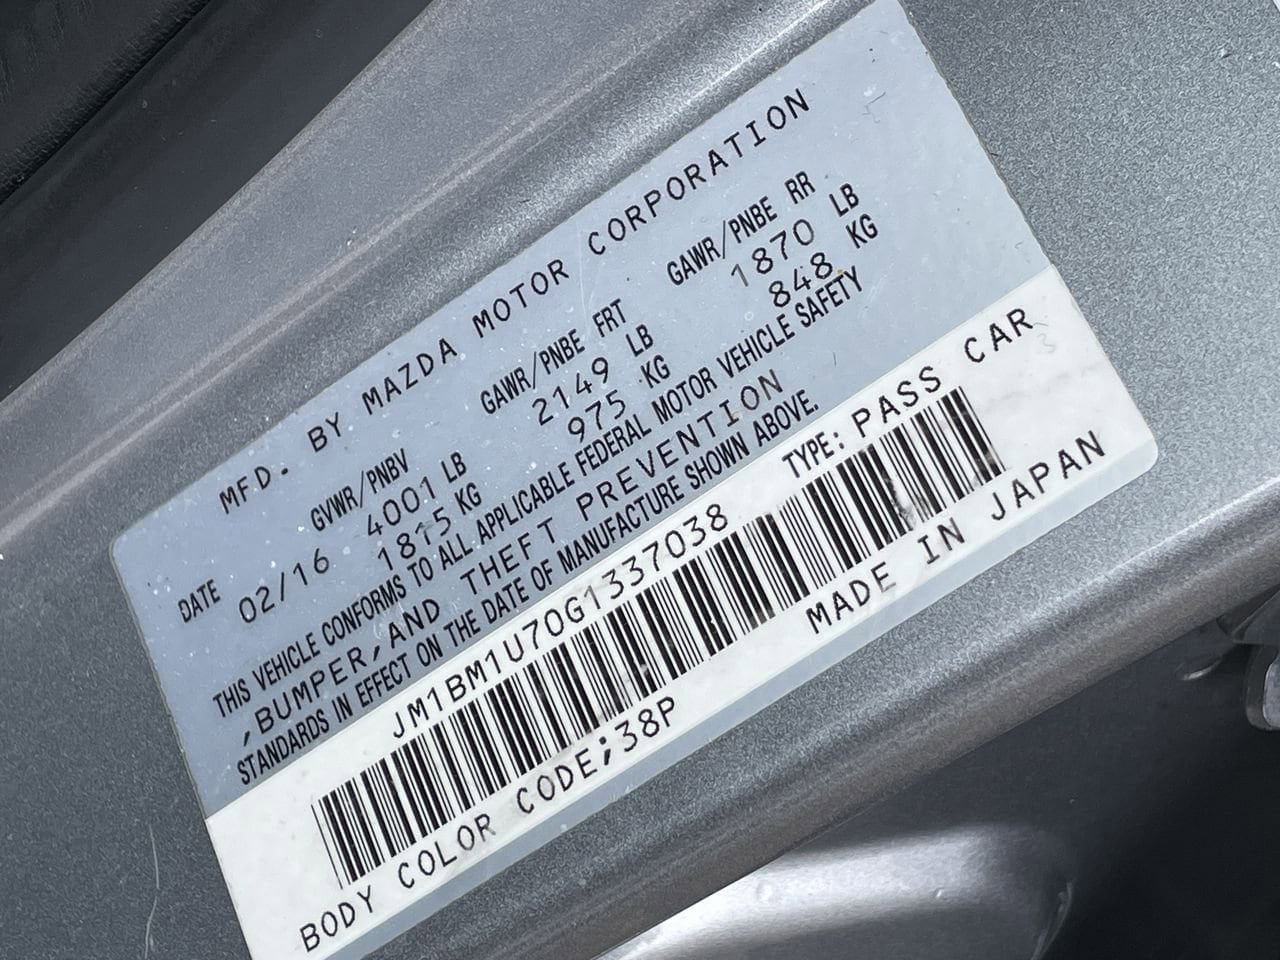 MFD. BY MAZDA MOTOR CORPORATION
DATE GVWR/PNBV GAWR/PNBE FRT GAWR/PNBE RR
02/16 4001 LB 2149 LB 1870 LB
1815 KG 975 KG 848 KG
THIS VEHICLE CONFORMS TO ALL APPLICABLE FEDERAL MOTOR VEHICLE SAFETY
,BUMPER,AND THEFT PREVENTION
STANDARDS IN EFFECT ON THE DATE OF MANUFACTURE SHOWN ABOVE.
JM1BM1U70G1337038 TYPE: PASS CAR
BODY COLOR CODE;38P MADE IN JAPAN